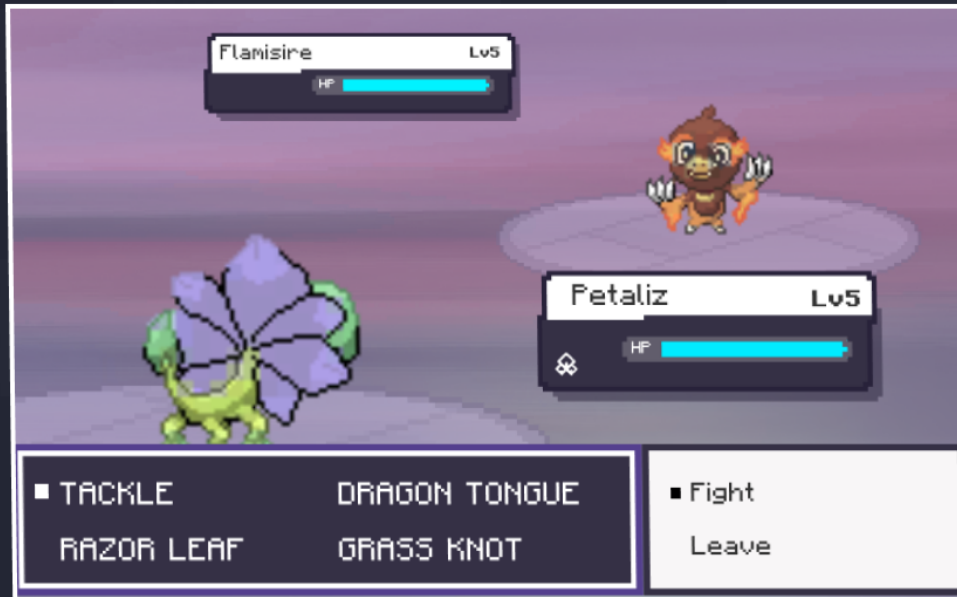 Flamisire Lv5
HP
Petaliz Lv5
HP
TACKLE DRAGON TONGUE
RAZOR LEAF GRASS KNOT
Fight
Leave